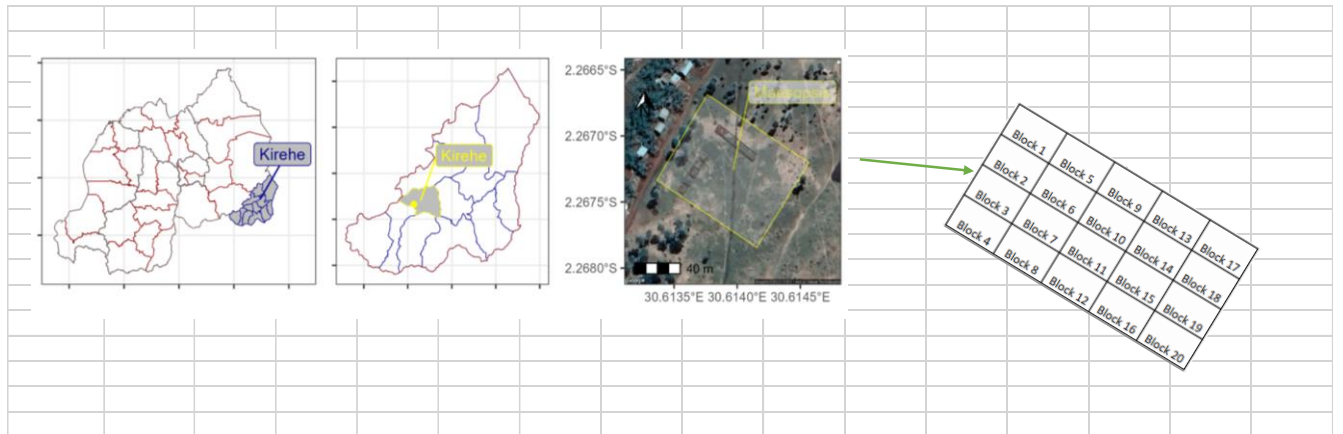 Kirehe
Kirehe
2.2665°S
2.2670°S
2.2675°S
2.2680°S
Maesopsis
40 m
30.6135°E 30.6140°E 30.6145°E
Block 1
Block 5
Block 9
Block 13
Block 17
Block 2
Block 6
Block 10
Block 14
Block 18
Block 3
Block 7
Block 11
Block 15
Block 19
Block 4
Block 8
Block 12
Block 16
Block 20